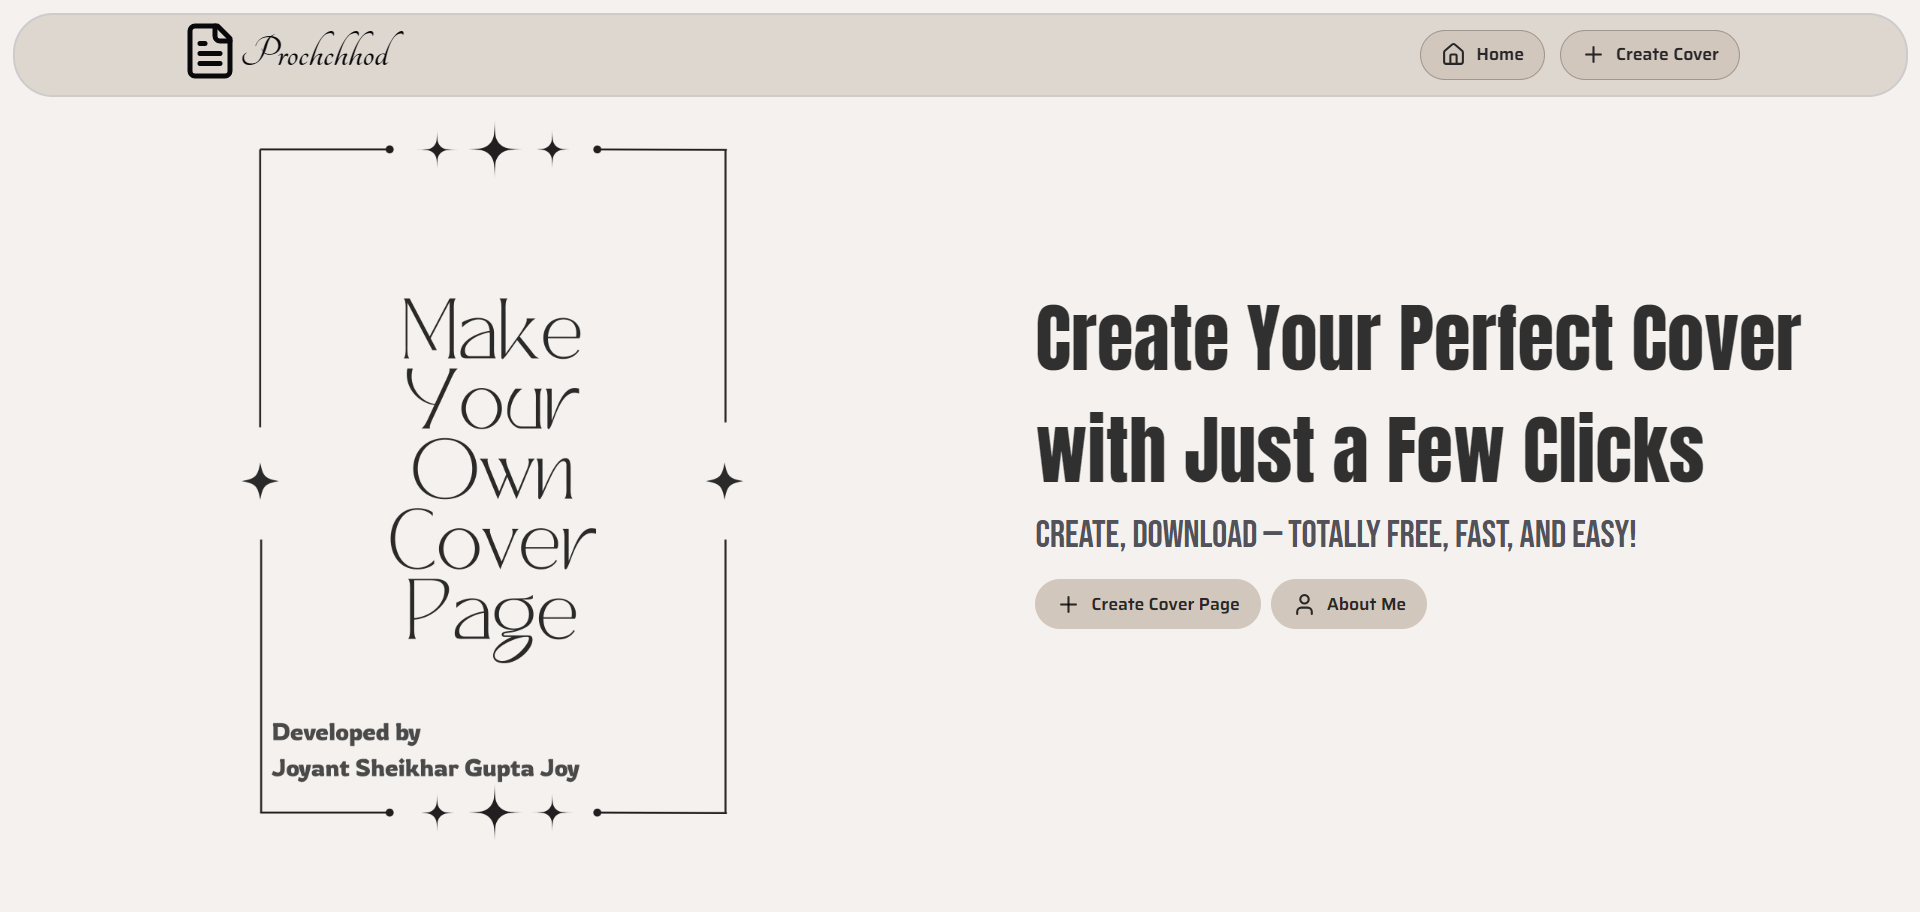 Prochchhod
Home
Create Cover
Make
Your
Own
Cover
Page
Developed by
Joyant Sheikhar Gupta Joy
Create Your Perfect Cover
with Just a Few Clicks
CREATE, DOWNLOAD — TOTALLY FREE, FAST, AND EASY!
Create Cover Page
About Me